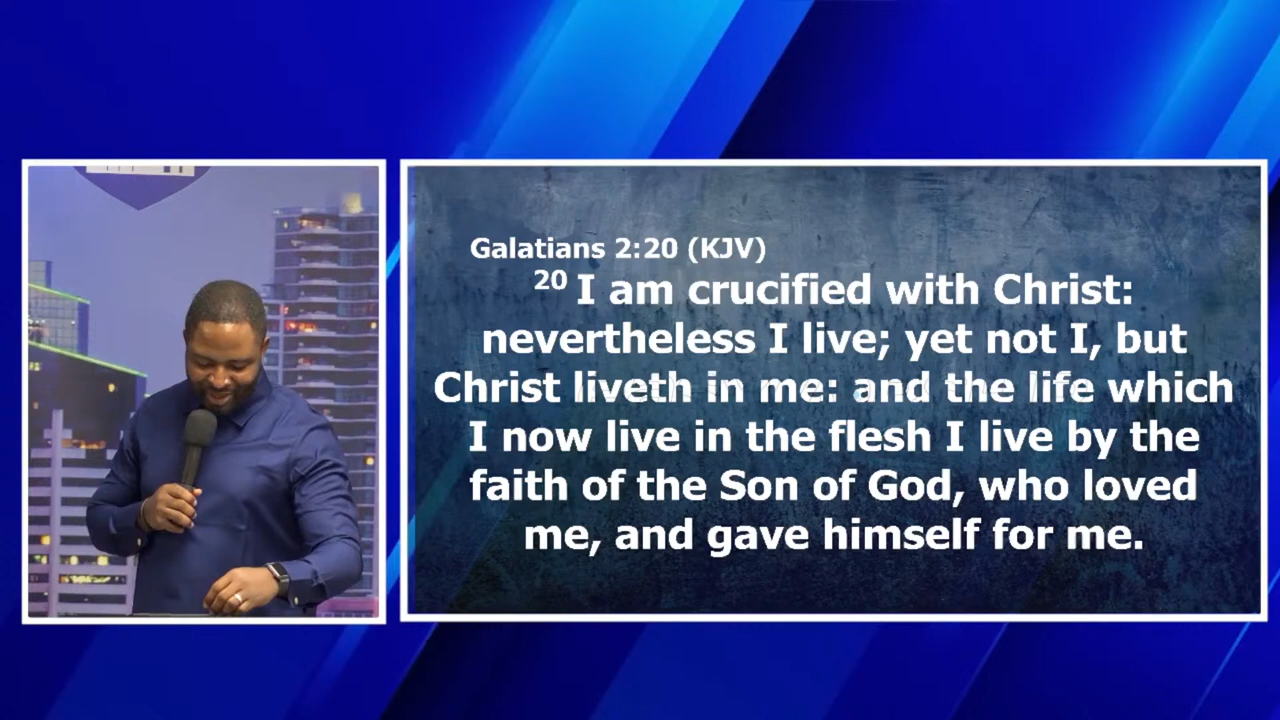 Galatians 2:20 (KJV)
20 I am crucified with Christ:
nevertheless I live; yet not I, but
Christ liveth in me: and the life which
I now live in the flesh I live by the
faith of the Son of God, who loved
me, and gave himself for me.